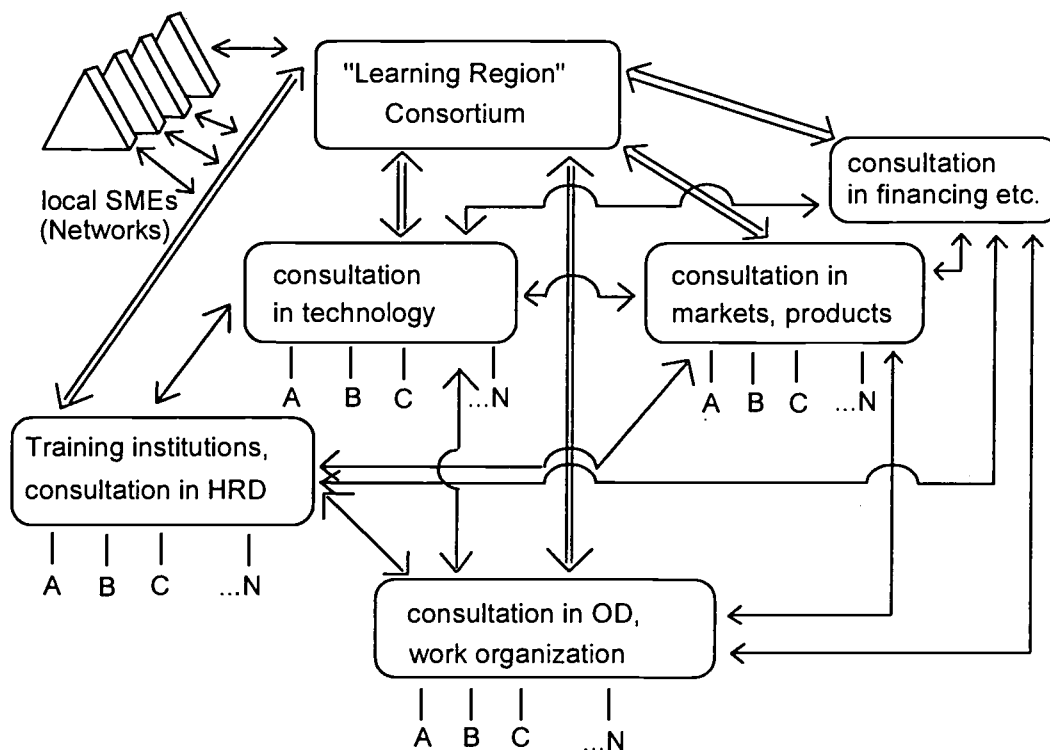 "Learning Region"
Consortium
consultation
in financing etc.
local SMEs
(Networks)
consultation
in technology
A B C ...N
consultation in
markets, products
A B C ...N
Training institutions,
consultation in HRD
A B C ...N
consultation in OD,
work organization
A B C ...N